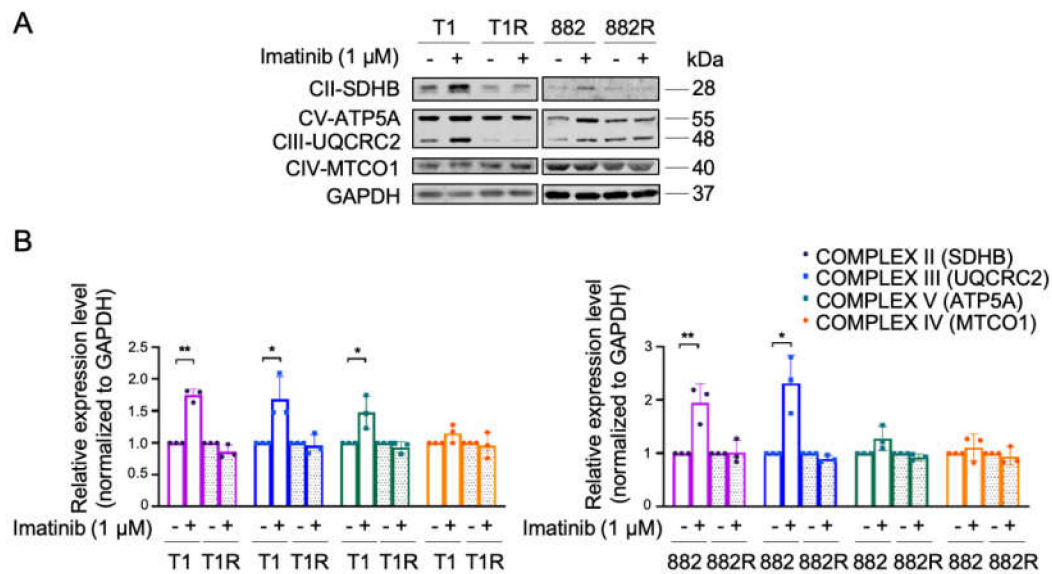 A
T1 T1R 882 882R
Imatinib (1 µM) - + - + - + - + kDa
CII-SDHB 28
CV-ATP5A 55
CIII-UQCRC2 48
CIV-MTCO1 40
GAPDH 37
B
COMPLEX II (SDHB)
COMPLEX III (UQCRC2)
COMPLEX V (ATP5A)
COMPLEX IV (MTCO1)
Relative expression level
(normalized to GAPDH)
2.5
2.0
1.5
1.0
0.5
0
** * *
Imatinib (1 µM) - + - + - + - + - + - + - + - +
T1 T1R T1 T1R T1 T1R T1 T1R
Relative expression level
(normalized to GAPDH)
3
2
1
0
** *
Imatinib (1 µM) - + - + - + - + - + - + - + - +
882 882R 882 882R 882 882R 882 882R